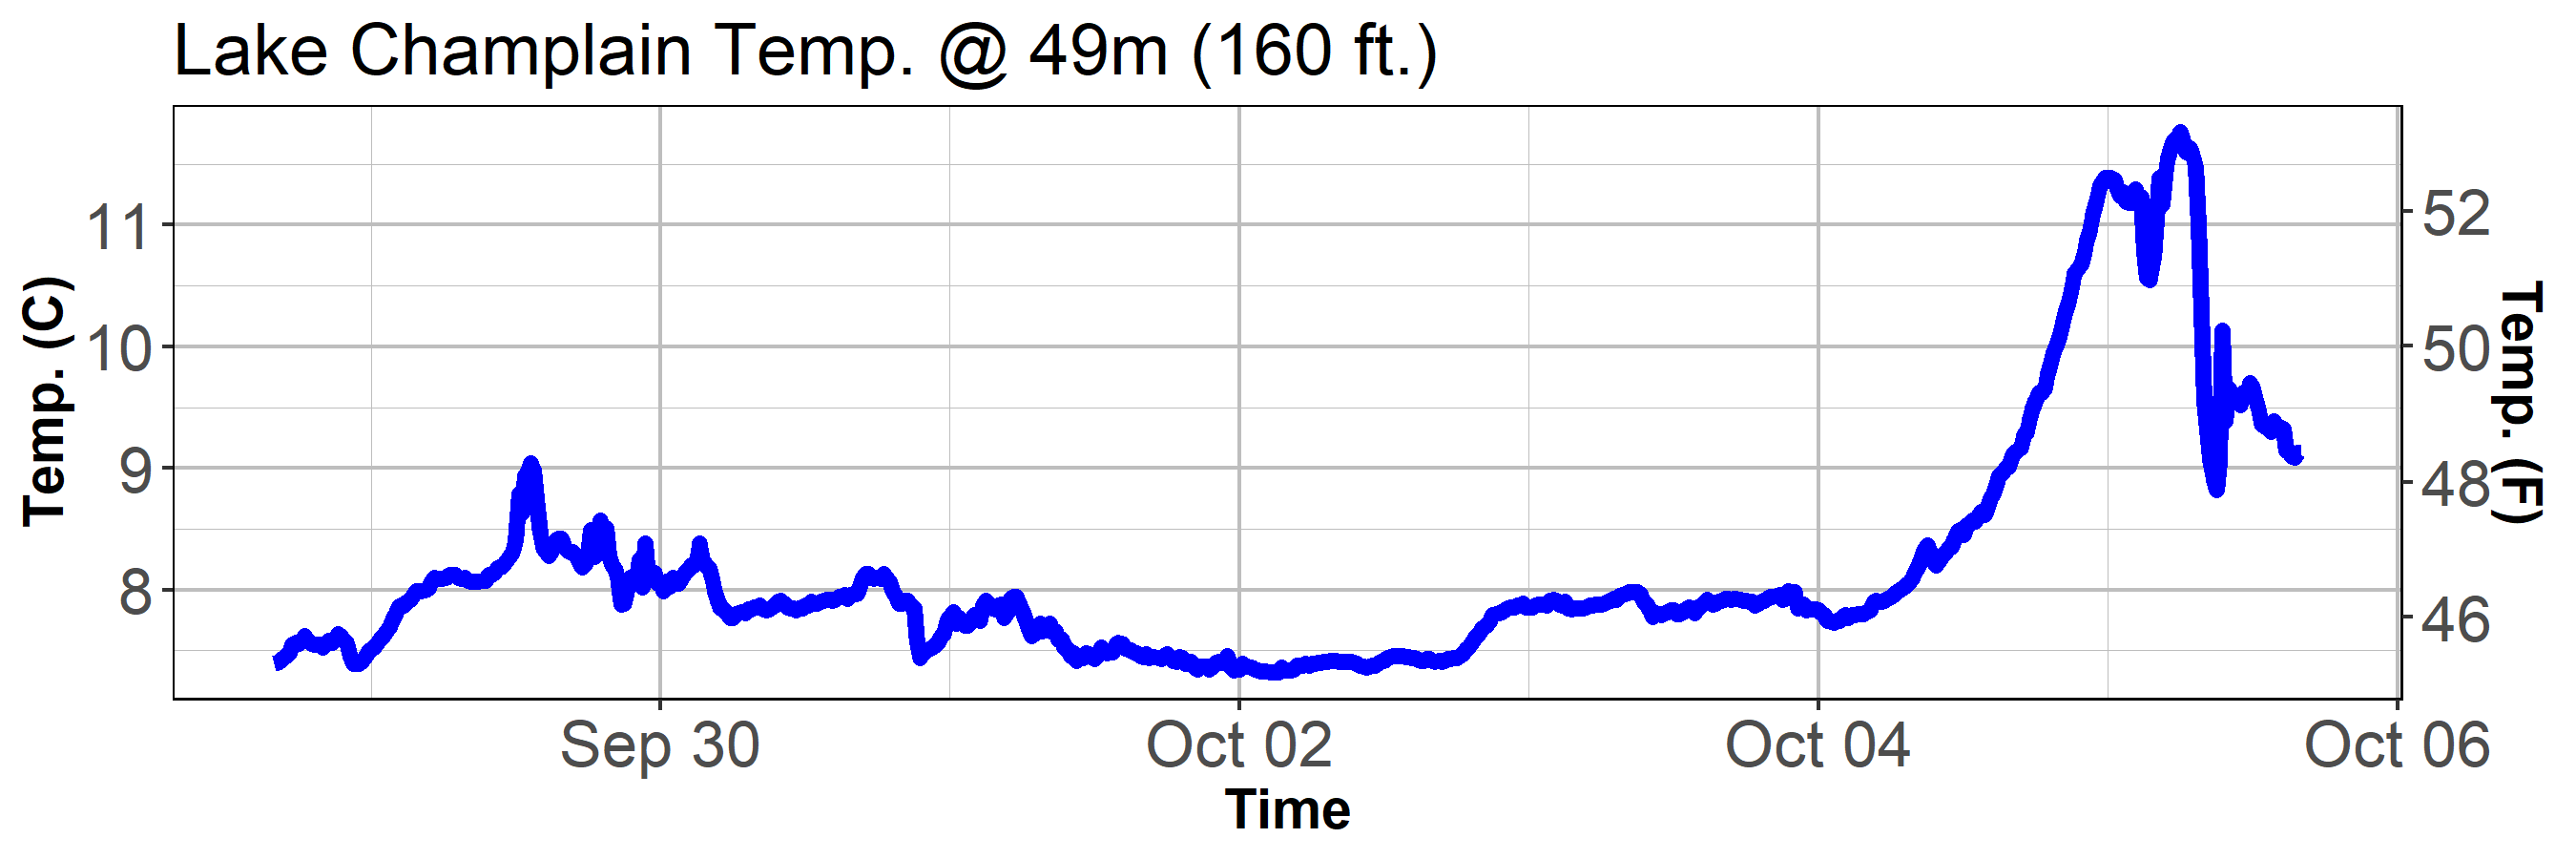 Lake Champlain Temp. @ 49m (160 ft.)
Temp. (C)
11
10
9
8
52
50
48
46
Temp. (F)
Sep 30
Oct 02
Oct 04
Oct 06
Time